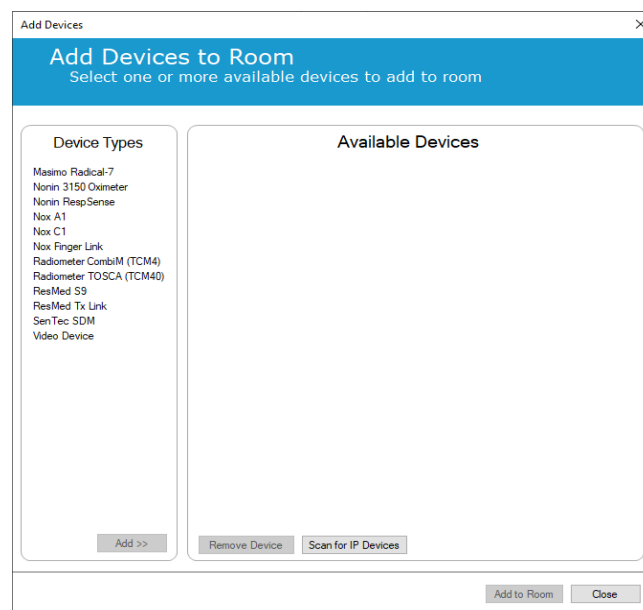 Add Devices
Add Devices to Room
Select one or more available devices to add to room
Device Types
Masimo Radical-7
Nonin 3150 Oximeter
Nonin RespSense
Nox A1
Nox C1
Nox Finger Link
Radiometer CombiM (TCM4)
Radiometer TOSCA (TCM40)
ResMed S9
ResMed Tx Link
SenTec SDM
Video Device
Add >>
Available Devices
Remove Device
Scan for IP Devices
Add to Room
Close